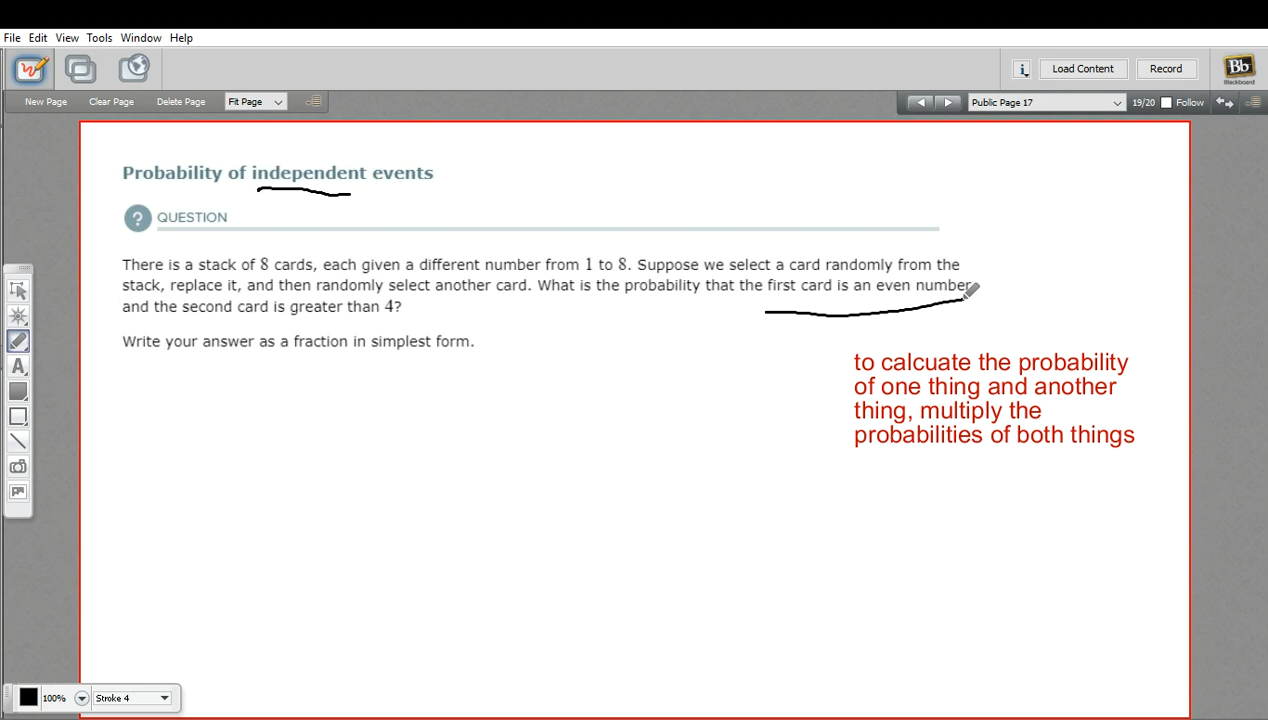 File Edit View Tools Window Help
i Load Content Record Bb
Blackboard
New Page Clear Page Delete Page Fit Page Public Page 17 19/20 Follow
Probability of independent events
? QUESTION
There is a stack of 8 cards, each given a different number from 1 to 8. Suppose we select a card randomly from the
stack, replace it, and then randomly select another card. What is the probability that the first card is an even number
and the second card is greater than 4?
Write your answer as a fraction in simplest form.
to calcuate the probability
of one thing and another
thing, multiply the
probabilities of both things
A
100% Stroke 4